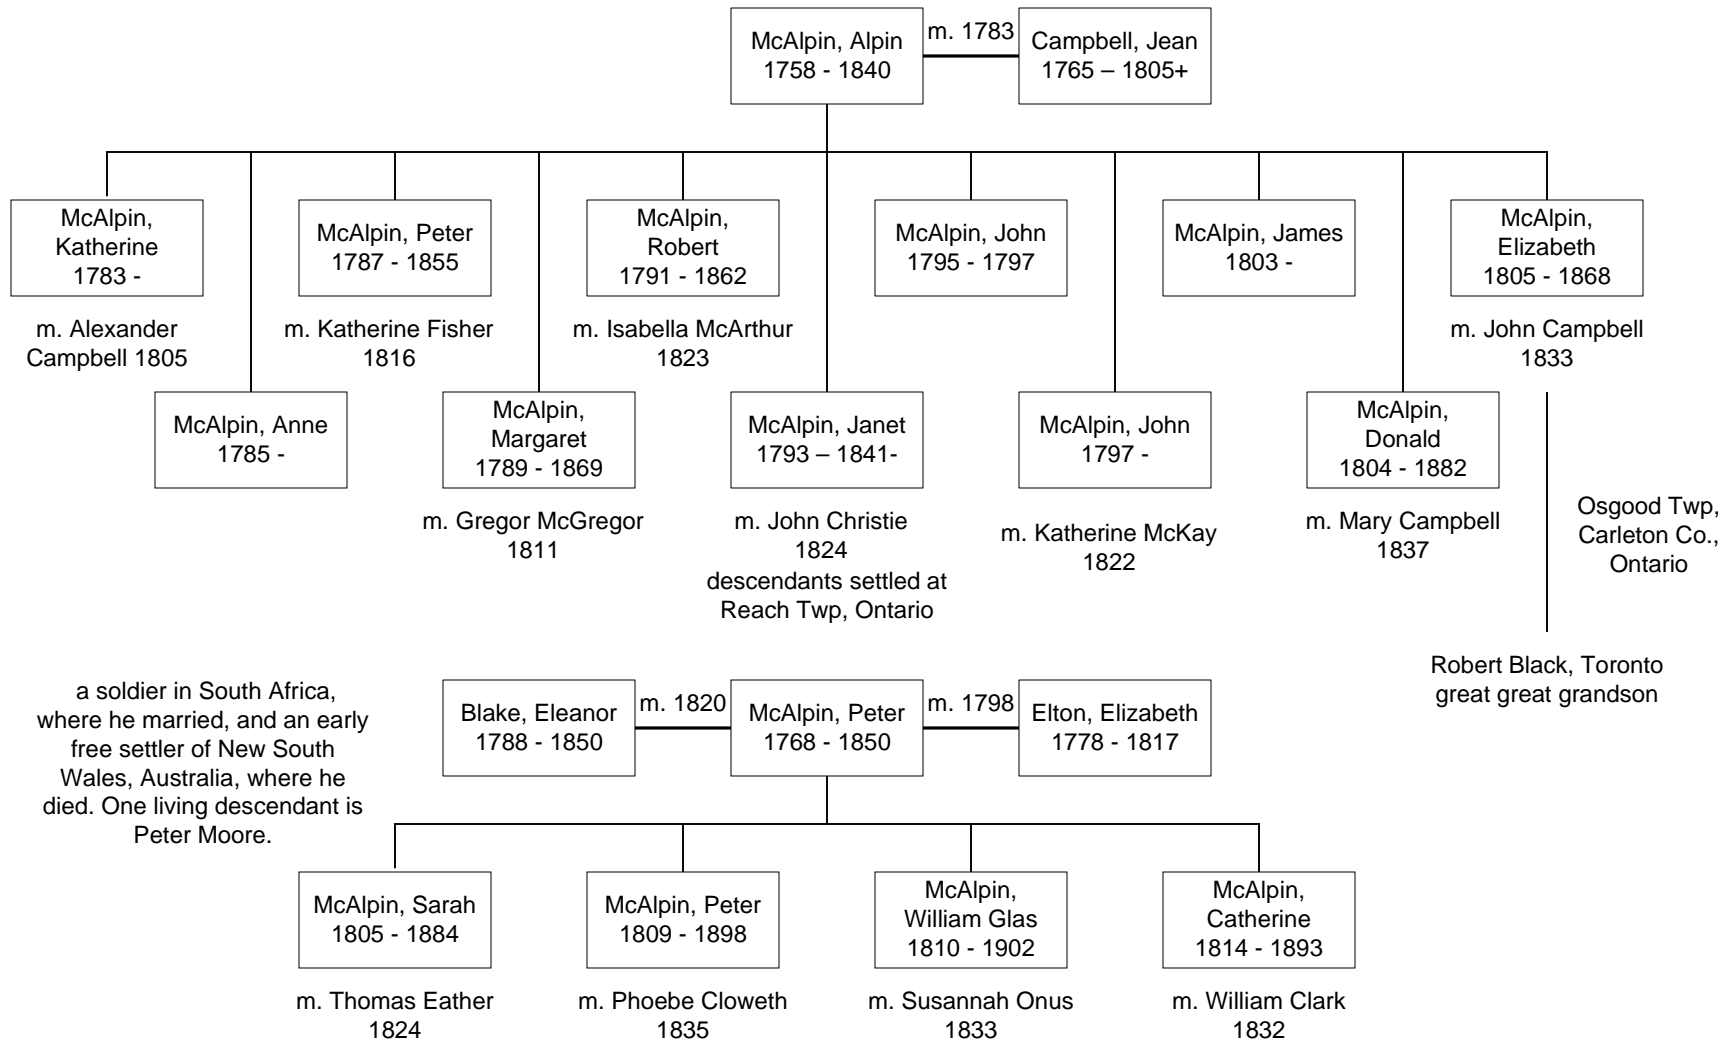 McAlpin, Alpin
1758 - 1840
m. 1783
Campbell, Jean
1765 – 1805+
McAlpin,
Katherine
1783 -
m. Alexander
Campbell 1805
McAlpin, Peter
1787 - 1855
m. Katherine Fisher
1816
McAlpin,
Robert
1791 - 1862
m. Isabella McArthur
1823
McAlpin, John
1795 - 1797
McAlpin, James
1803 -
McAlpin,
Elizabeth
1805 - 1868
m. John Campbell
1833
McAlpin, Anne
1785 -
McAlpin,
Margaret
1789 - 1869
m. Gregor McGregor
1811
McAlpin, Janet
1793 – 1841-
m. John Christie
1824
descendants settled at
Reach Twp, Ontario
McAlpin, John
1797 -
m. Katherine McKay
1822
McAlpin,
Donald
1804 - 1882
m. Mary Campbell
1837
Osgood Twp,
Carleton Co.,
Ontario
Robert Black, Toronto
great great grandson
a soldier in South Africa,
where he married, and an early
free settler of New South
Wales, Australia, where he
died. One living descendant is
Peter Moore.
Blake, Eleanor
1788 - 1850
m. 1820
McAlpin, Peter
1768 - 1850
m. 1798
Elton, Elizabeth
1778 - 1817
McAlpin, Sarah
1805 - 1884
m. Thomas Eather
1824
McAlpin, Peter
1809 - 1898
m. Phoebe Cloweth
1835
McAlpin,
William Glas
1810 - 1902
m. Susannah Onus
1833
McAlpin,
Catherine
1814 - 1893
m. William Clark
1832